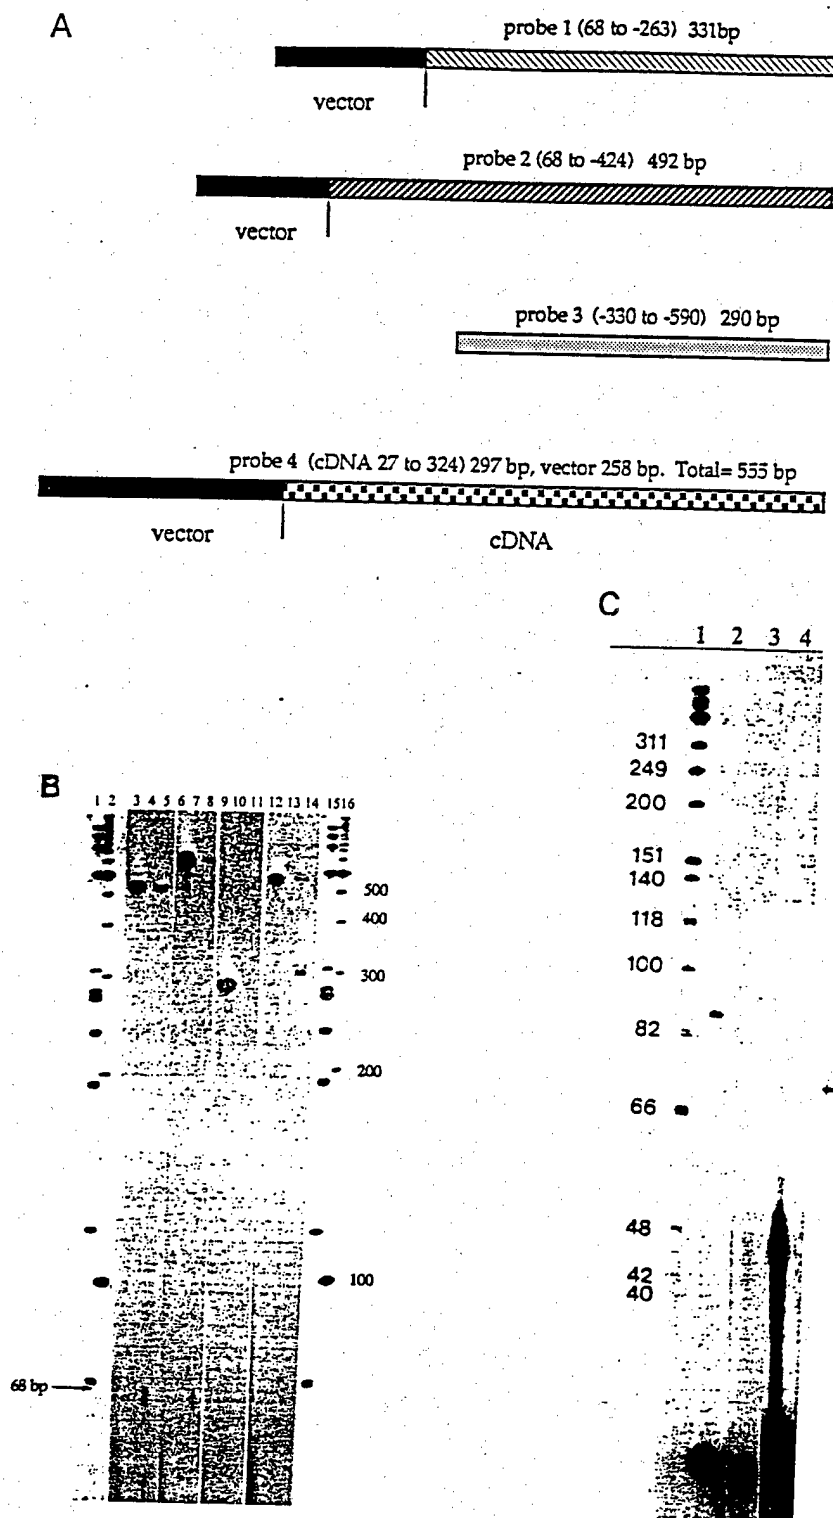 A
probe 1 (68 to -263) 331bp
vector
probe 2 (68 to -424) 492 bp
vector
probe 3 (-330 to -590) 290 bp
probe 4 (cDNA 27 to 324) 297 bp, vector 258 bp. Total= 555 bp
vector
cDNA
C
1 2 3 4
311
249
200
151
140
118
100
82
66
48
42
40
B
1 2 3 4 5 6 7 8 9 10 11 12 13 14 15 16
500
400
300
200
100
68 bp